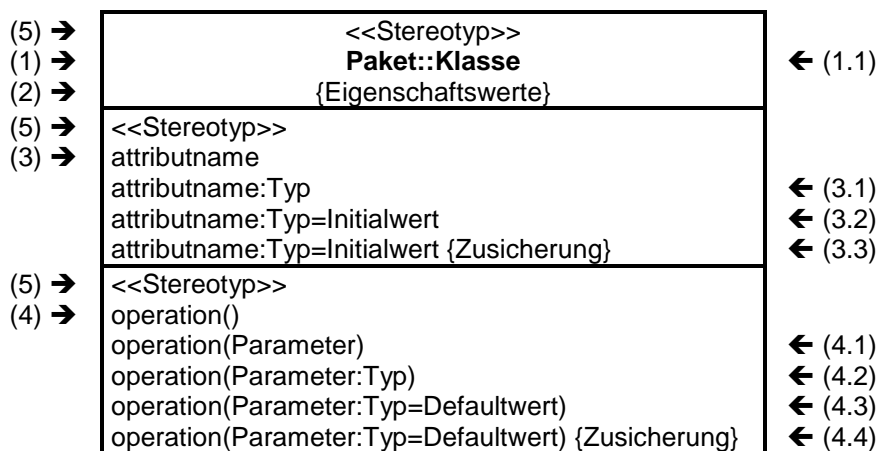 (5) ➔ <<Stereotyp>>
(1) ➔ Paket::Klasse 🡸 (1.1)
(2) ➔ {Eigenschaftswerte}
(5) ➔ <<Stereotyp>>
(3) ➔ attributname
attributname:Typ 🡸 (3.1)
attributname:Typ=Initialwert 🡸 (3.2)
attributname:Typ=Initialwert {Zusicherung} 🡸 (3.3)
(5) ➔ <<Stereotyp>>
(4) ➔ operation()
operation(Parameter) 🡸 (4.1)
operation(Parameter:Typ) 🡸 (4.2)
operation(Parameter:Typ=Defaultwert) 🡸 (4.3)
operation(Parameter:Typ=Defaultwert) {Zusicherung} 🡸 (4.4)